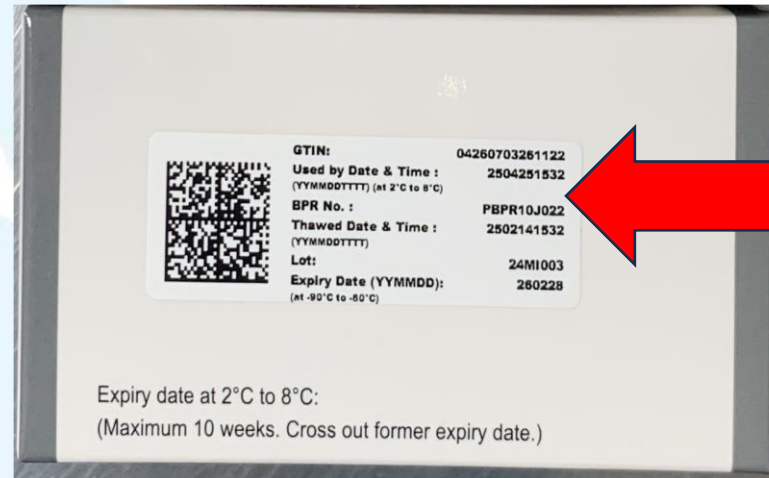 GTIN: 04260703261122
Used by Date & Time : 2504251532
(YYMMDDTTTT) (at 2°C to 8°C)
BPR No. : PBPR10J022
Thawed Date & Time : 2502141532
(YYMMDDTTTT)
Lot: 24MI003
Expiry Date (YYMMDD): 260228
(at -90°C to -60°C)
Expiry date at 2°C to 8°C:
(Maximum 10 weeks. Cross out former expiry date.)